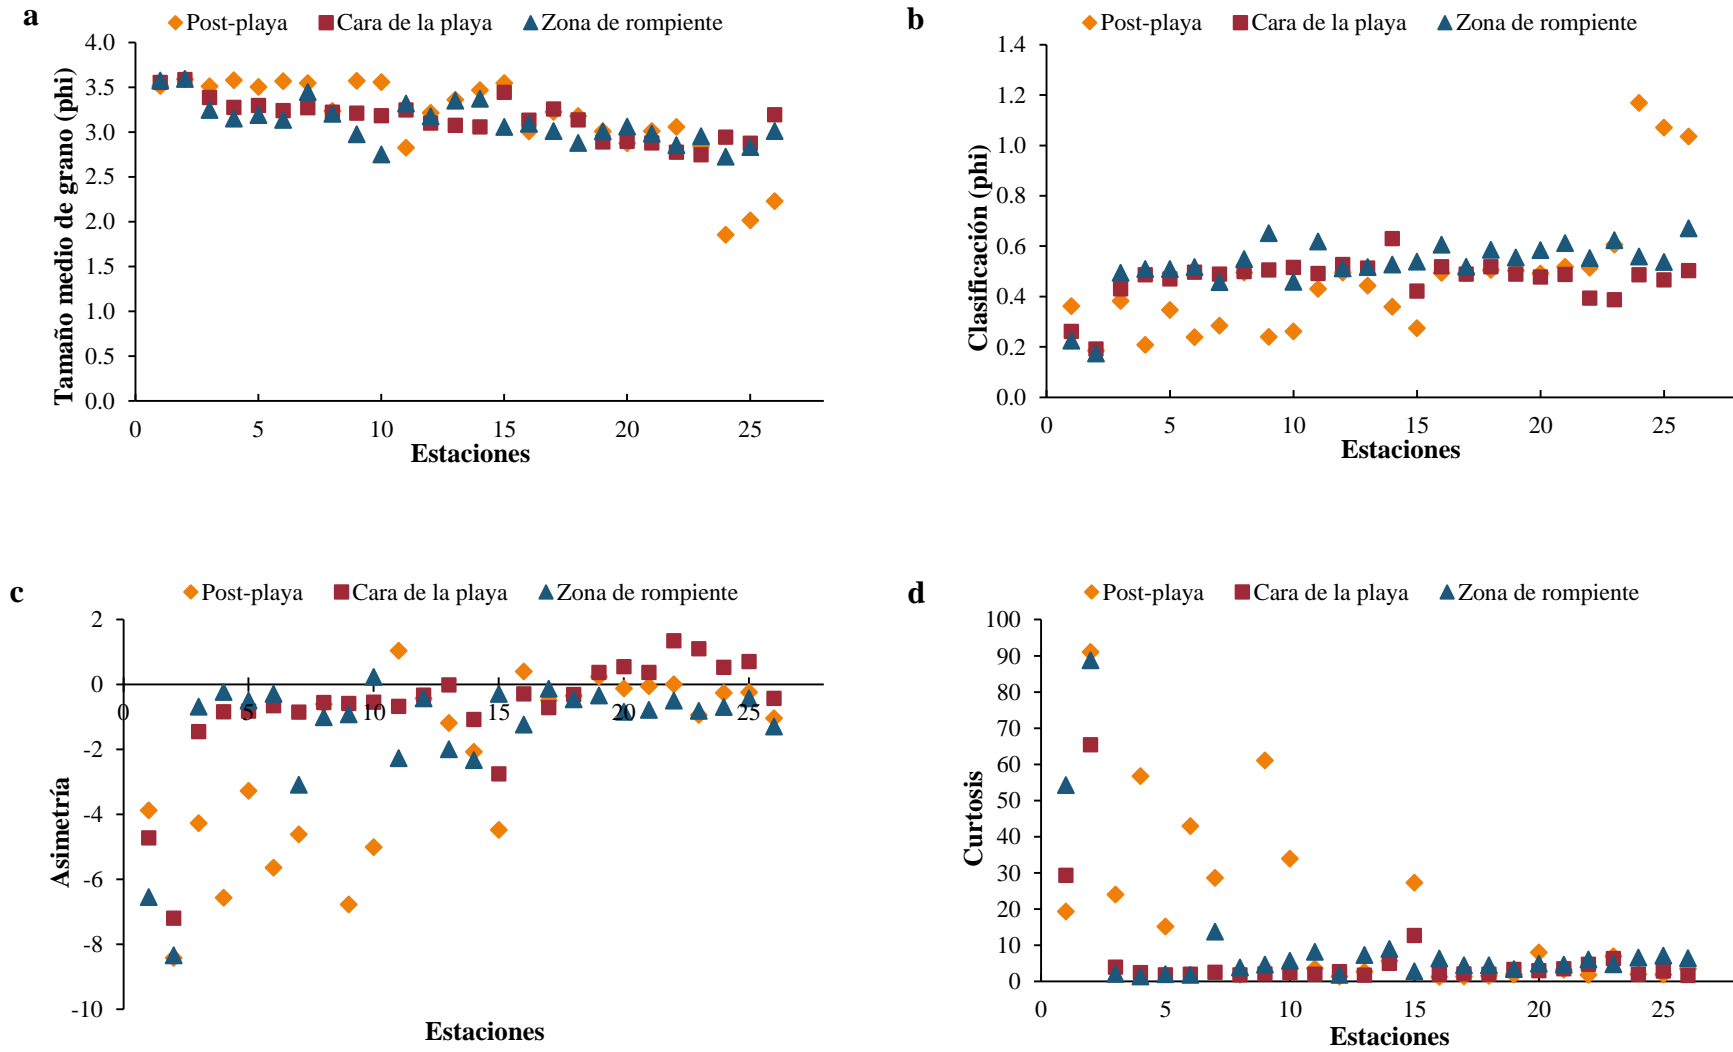 a
Post-playa Cara de la playa Zona de rompiente
4.0
3.5
3.0
2.5
2.0
1.5
1.0
0.5
0.0
0 5 10 15 20 25
Tamaño medio de grano (phi)
Estaciones
b
Post-playa Cara de la playa Zona de rompiente
1.4
1.2
1.0
0.8
0.6
0.4
0.2
0.0
0 5 10 15 20 25
Clasificación (phi)
Estaciones
c
Post-playa Cara de la playa Zona de rompiente
2
0
-2
-4
-6
-8
-10
0 5 10 15 20 25
Asimetría
Estaciones
d
Post-playa Cara de la playa Zona de rompiente
100
90
80
70
60
50
40
30
20
10
0
0 5 10 15 20 25
Curtosis
Estaciones